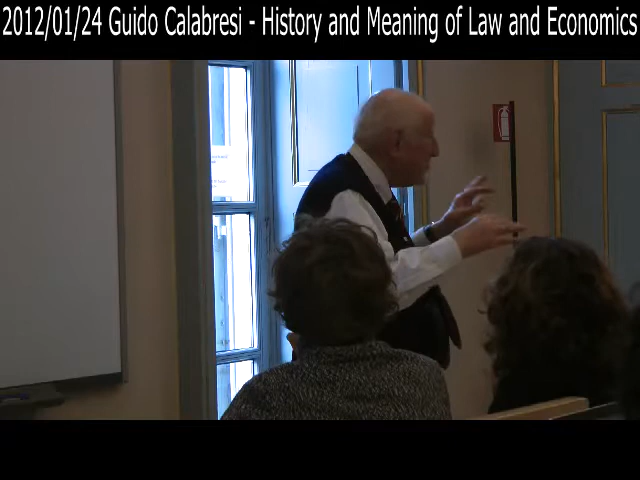 2012/01/24 Guido Calabresi - History and Meaning of Law and Economics